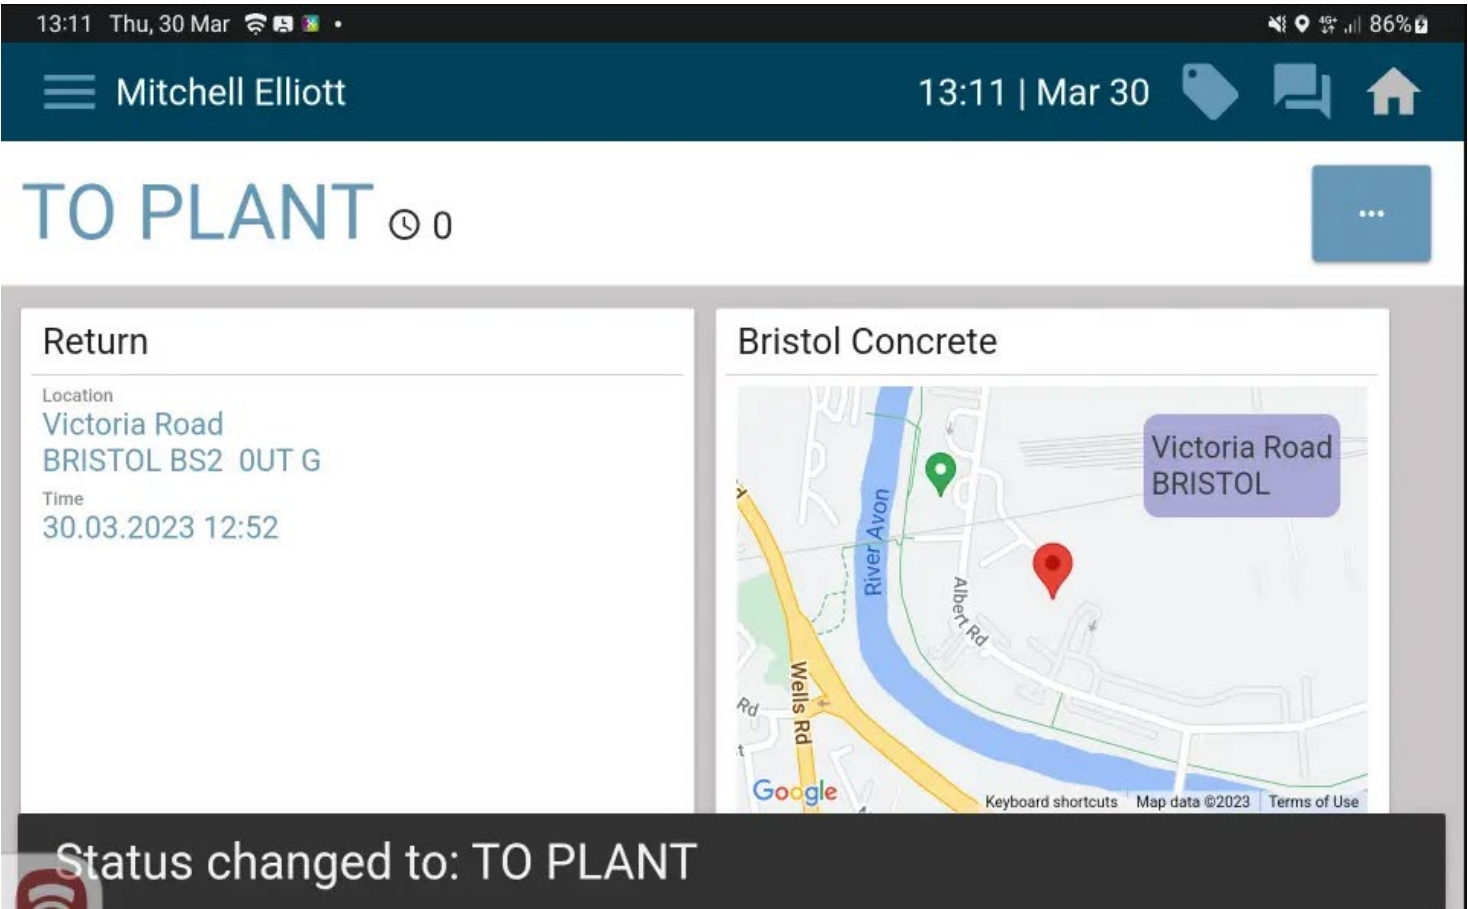 13:11 Thu, 30 Mar
4G+ 86%
Mitchell Elliott
13:11 | Mar 30
TO PLANT 0
...
Return
Location
Victoria Road
BRISTOL BS2  0UT G
Time
30.03.2023 12:52
Bristol Concrete
Victoria Road
BRISTOL
River Avon
Albert Rd
Wells Rd
Rd
t
Google
Keyboard shortcuts
Map data ©2023
Terms of Use
Status changed to: TO PLANT